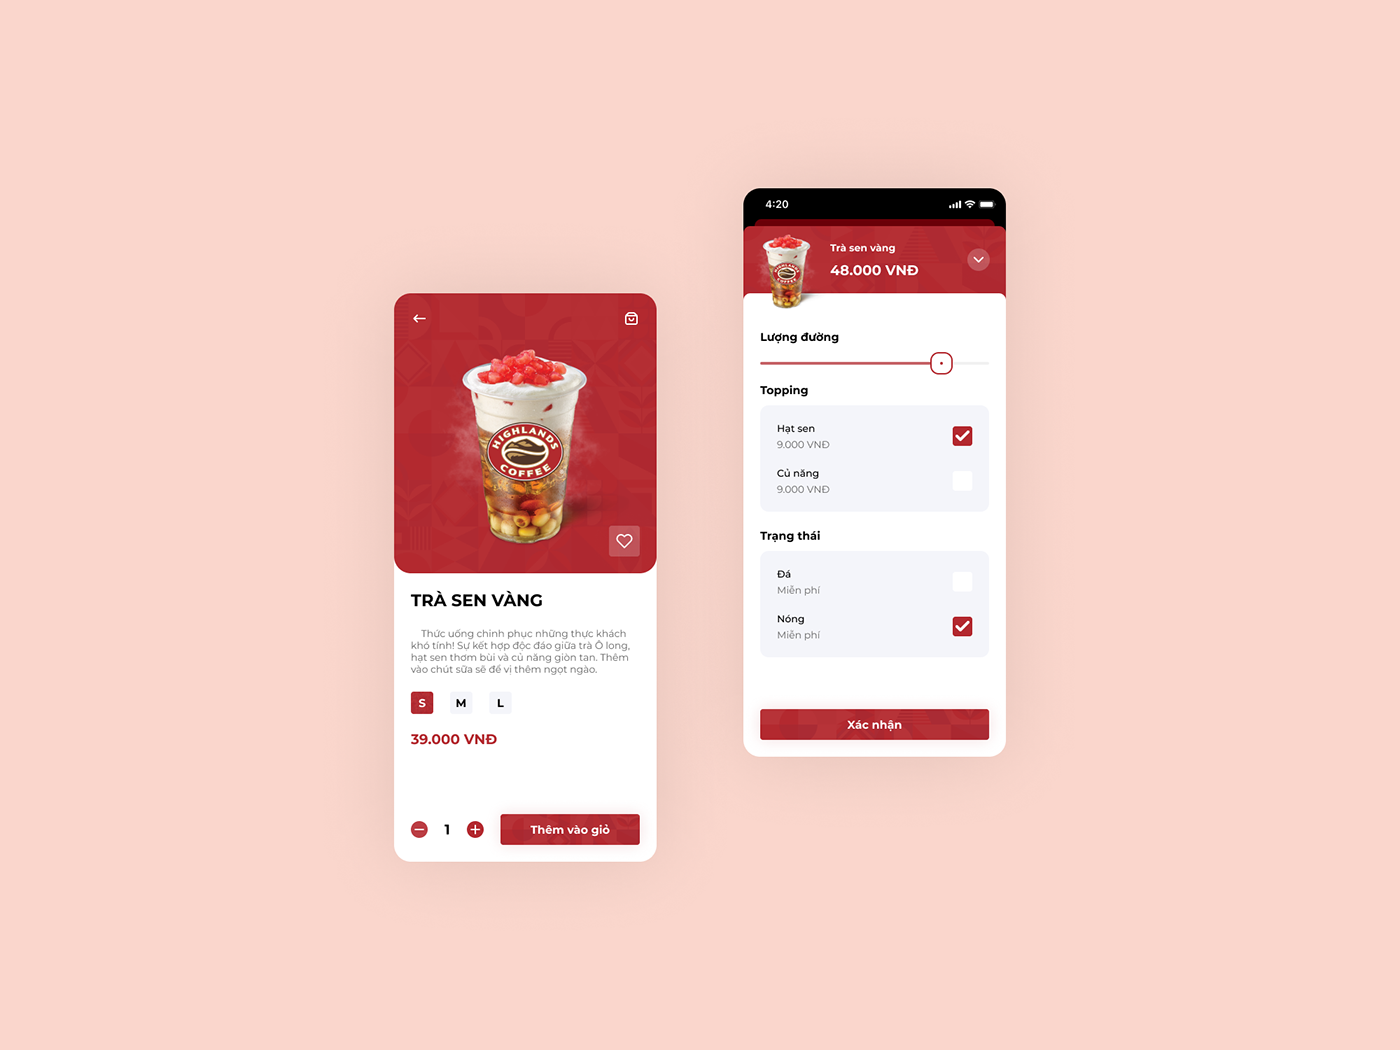 HIGHLANDS
COFFEE
TRÀ SEN VÀNG
Thức uống chinh phục những thực khách
khó tính! Sự kết hợp độc đáo giữa trà Ô long,
hạt sen thơm bùi và củ năng giòn tan. Thêm
vào chút sữa sẽ để vị thêm ngọt ngào.
S M L
39.000 VNĐ
1
Thêm vào giỏ
4:20
HIGHLANDS
COFFEE
Trà sen vàng
48.000 VNĐ
Lượng đường
Topping
Hạt sen
9.000 VNĐ
Củ năng
9.000 VNĐ
Trạng thái
Đá
Miễn phí
Nóng
Miễn phí
Xác nhận